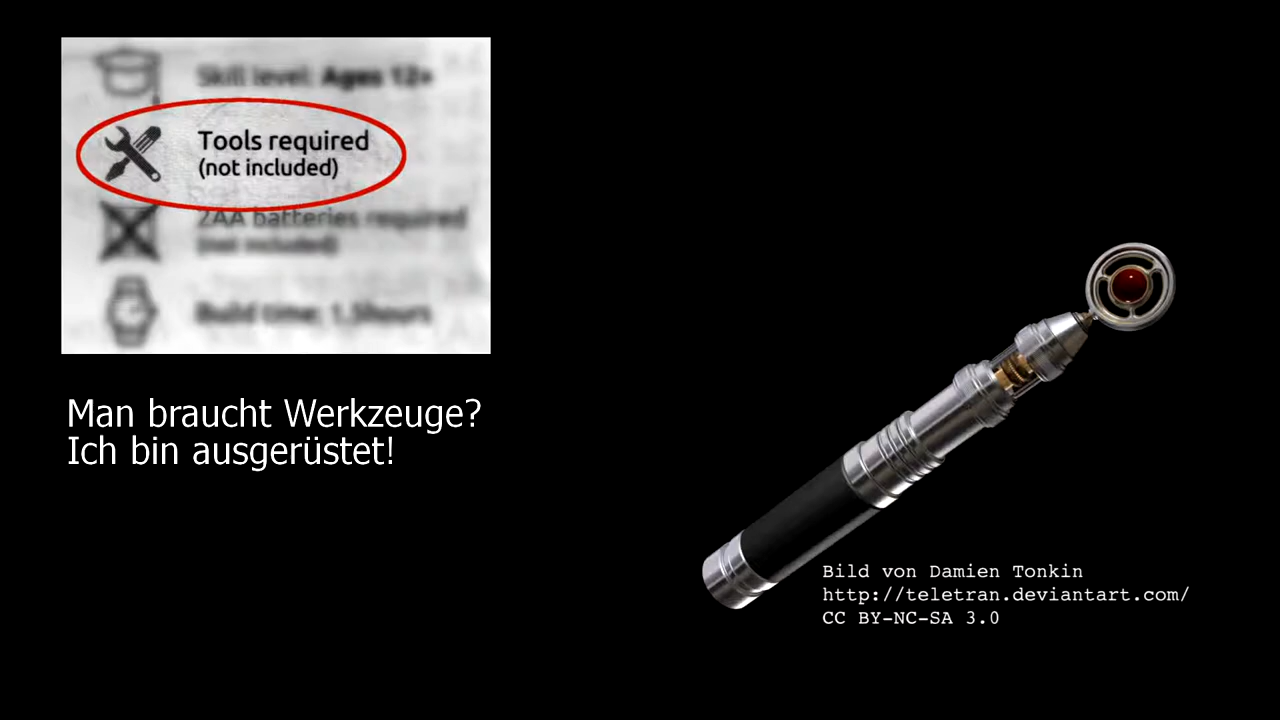 Skill level: Ages 12+
Tools required
(not included)
2AA batteries required
(not included)
Build time: 1.5hours
Man braucht Werkzeuge?
Ich bin ausgerüstet!
Bild von Damien Tonkin
http://teletran.deviantart.com/
CC BY-NC-SA 3.0